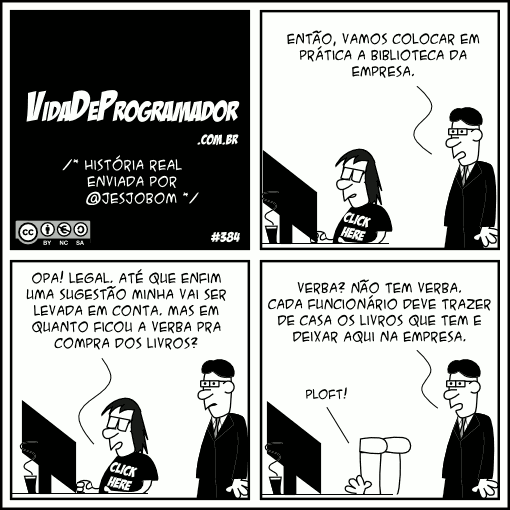 VIDADEPROGRAMADOR
.COM.BR
/* HISTÓRIA REAL
ENVIADA POR
@JESJOBOM */
CC
BY NC SA
#384
ENTÃO, VAMOS COLOCAR EM
PRÁTICA A BIBLIOTECA DA
EMPRESA.
CLICK
HERE
OPA! LEGAL. ATÉ QUE ENFIM
UMA SUGESTÃO MINHA VAI SER
LEVADA EM CONTA. MAS EM
QUANTO FICOU A VERBA PRA
COMPRA DOS LIVROS?
CLICK
HERE
VERBA? NÃO TEM VERBA.
CADA FUNCIONÁRIO DEVE TRAZER
DE CASA OS LIVROS QUE TEM E
DEIXAR AQUI NA EMPRESA.
PLOFT!